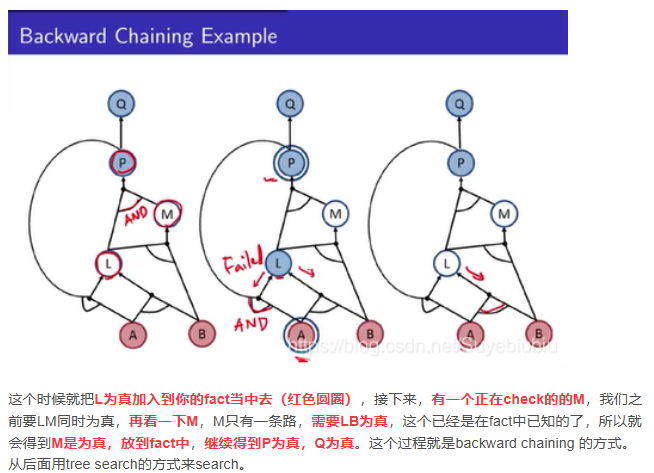 Backward Chaining Example
Q
P
AND
M
L
A
B
Q
P
M
Failed
L
AND
A
B
Q
P
M
L
A
B
https://blog.csdn.net/Suyebiubiu
这个时候就把L为真加入到你的fact当中去（红色圆圈），接下来，有一个正在check的的M，我们之
前要LM同时为真，再看一下M，M只有一条路，需要LB为真，这个已经是在fact中已知的了，所以就
会得到M是为真，放到fact中，继续得到P为真，Q为真。这个过程就是backward chaining 的方式。
从后面用tree search的方式来search。